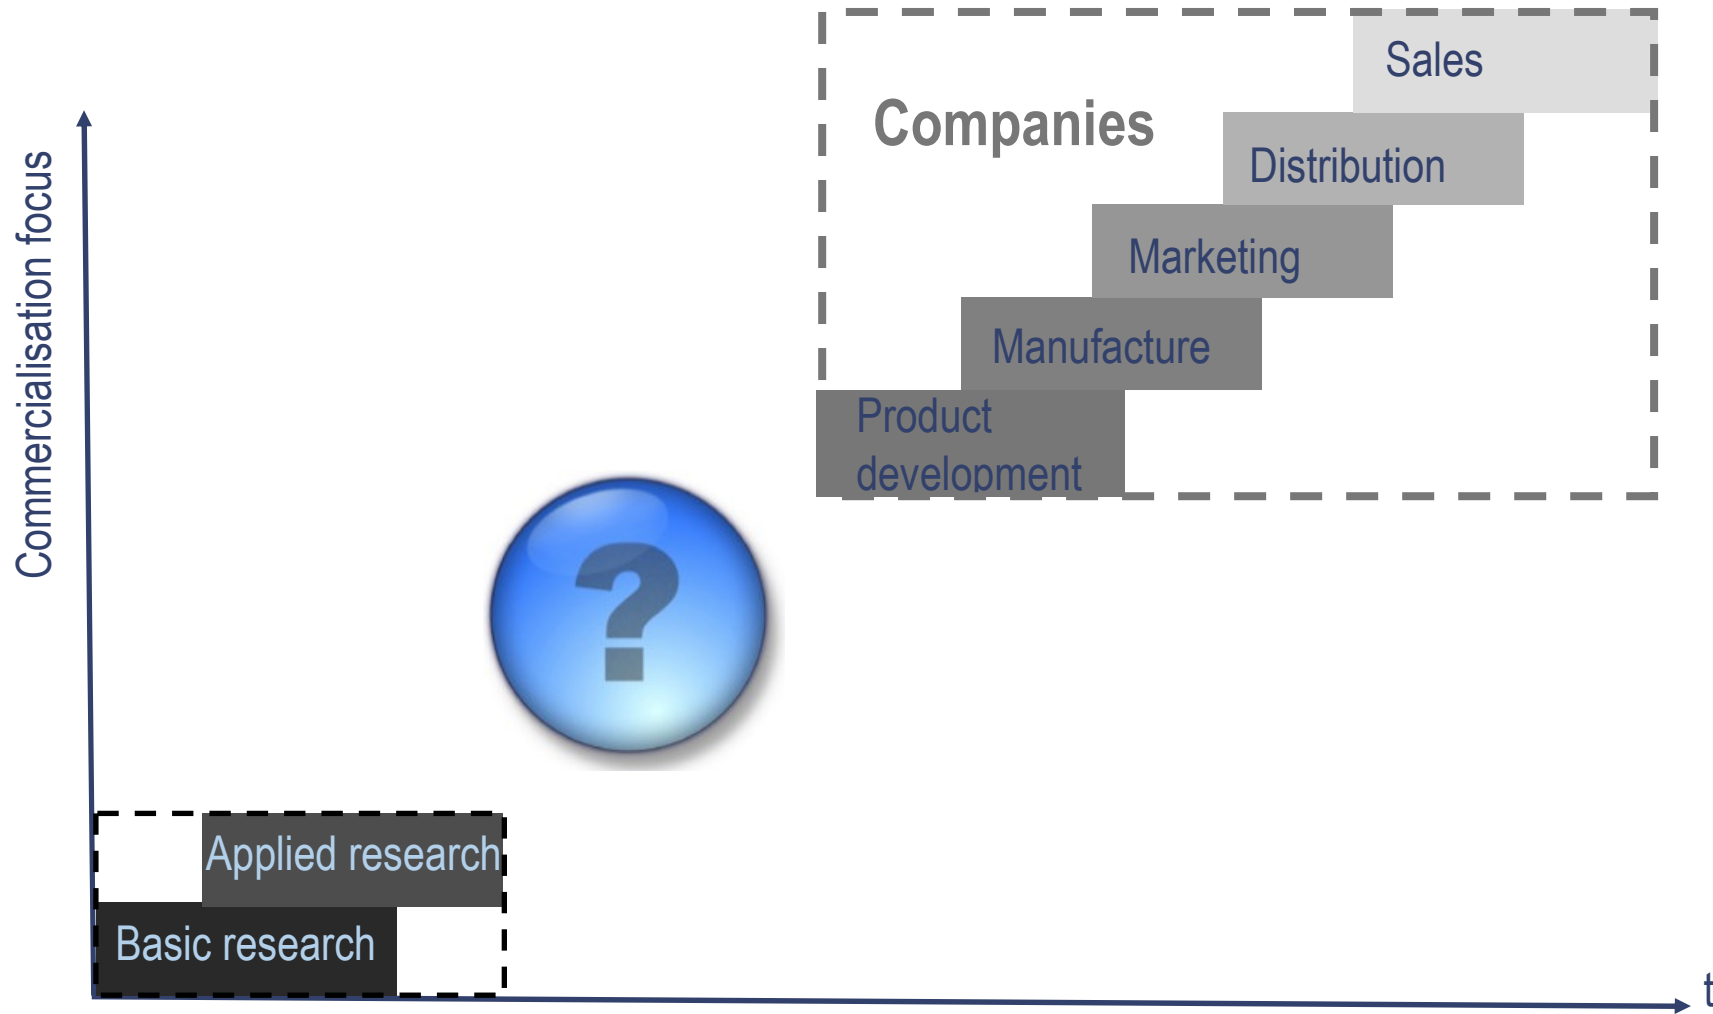 Sales
Companies
Distribution
Marketing
Manufacture
Product
development
Commercialisation focus
?
Applied research
Basic research
t